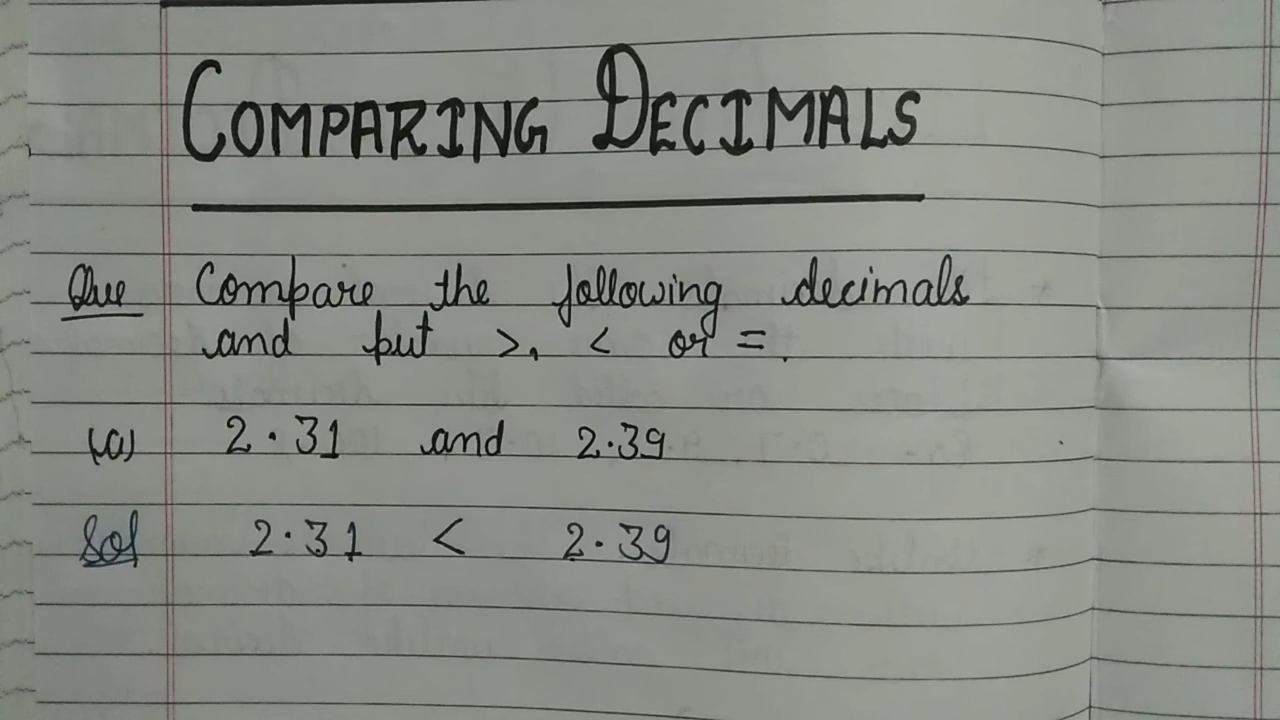 COMPARING DECIMALS
Que Compare the following decimals
and put >, < or =.
(a) 2.31 and 2.39
Sol 2.31 < 2.39